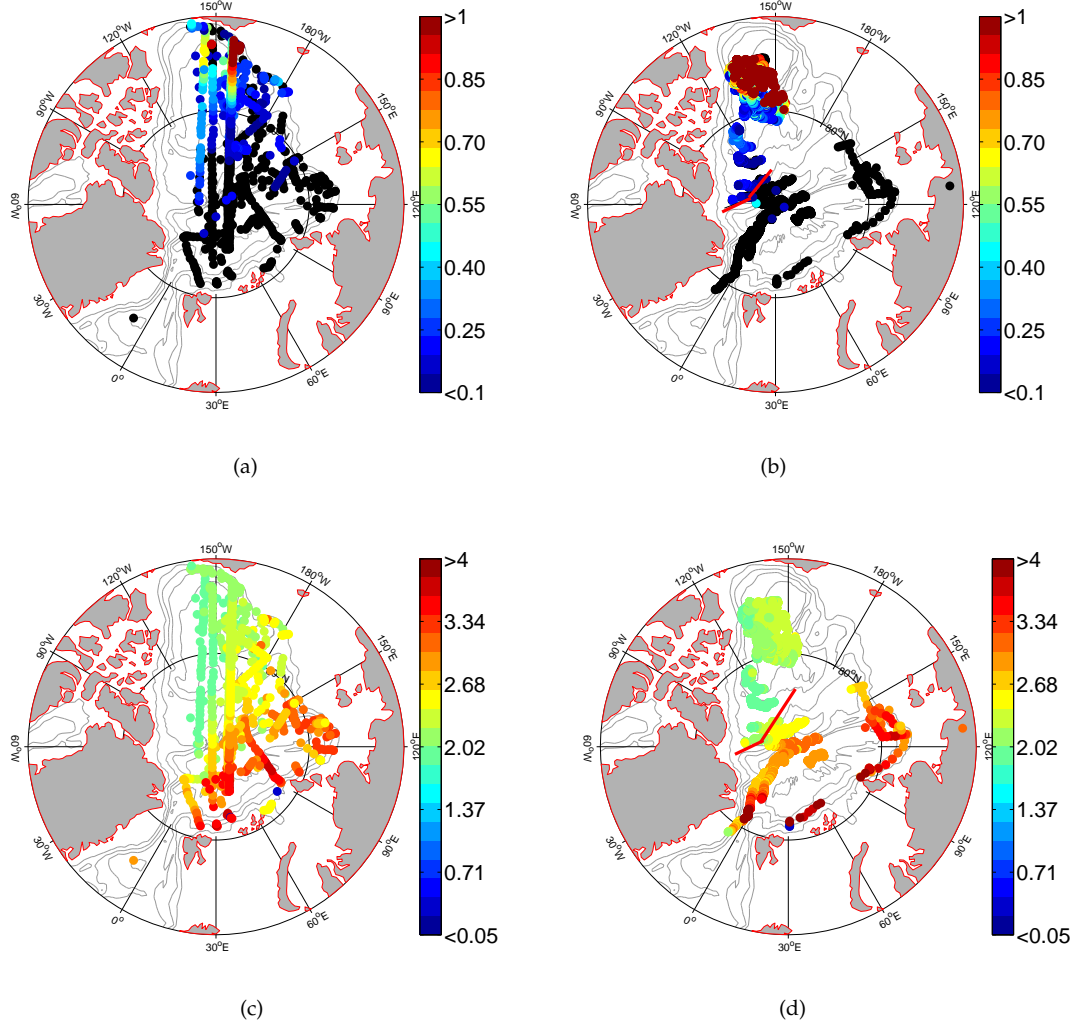 150°W
120°W
180°W
90°W
150°E
60°W
120°E
30°W
90°E
0°
60°E
30°E
>1
0.85
0.70
0.55
0.40
0.25
<0.1
(a)
150°W
120°W
180°W
90°W
150°E
80°N
60°W
120°E
30°W
90°E
0°
60°E
30°E
>1
0.85
0.70
0.55
0.40
0.25
<0.1
(b)
150°W
120°W
180°W
90°W
150°E
°N
60°W
120°E
30°W
90°E
0°
60°E
30°E
>4
3.34
2.68
2.02
1.37
0.71
<0.05
(c)
150°W
120°W
180°W
90°W
150°E
80°N
60°W
120°E
30°W
90°E
0°
60°E
30°E
>4
3.34
2.68
2.02
1.37
0.71
<0.05
(d)